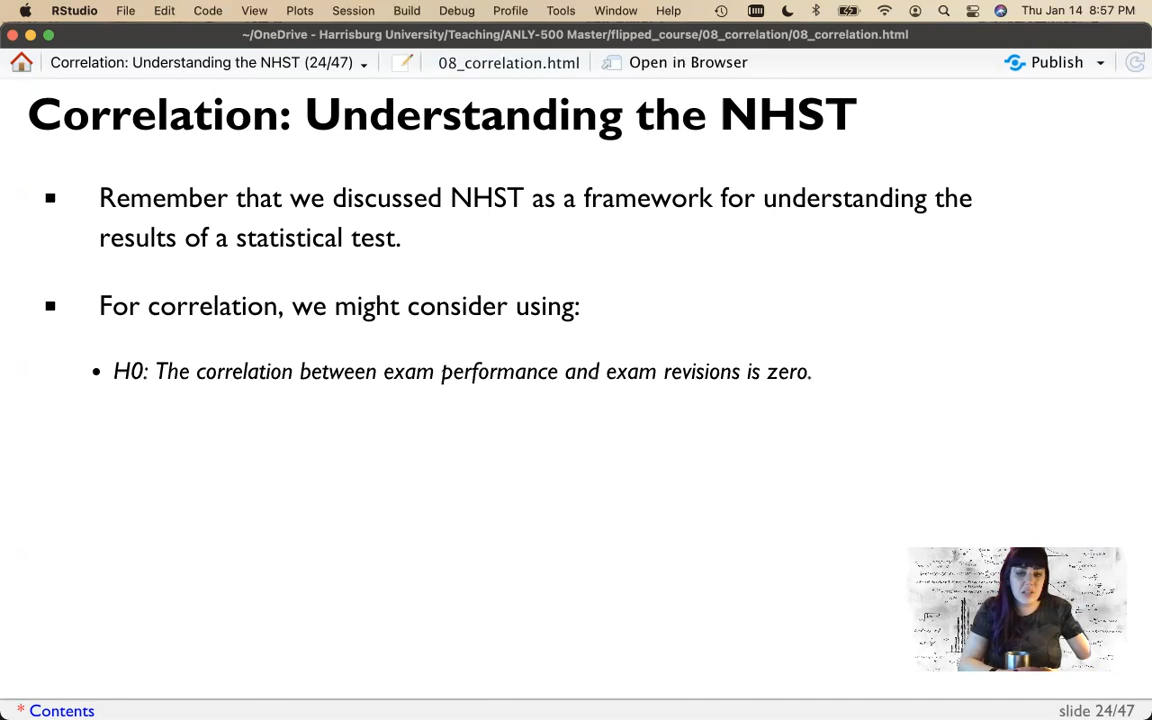 RStudio File Edit Code View Plots Session Build Debug Profile Tools Window Help Thu Jan 14 8:57 PM
~/OneDrive - Harrisburg University/Teaching/ANLY-500 Master/flipped_course/08_correlation/08_correlation.html
Correlation: Understanding the NHST (24/47) 08_correlation.html Open in Browser Publish
Correlation: Understanding the NHST
Remember that we discussed NHST as a framework for understanding the
results of a statistical test.
For correlation, we might consider using:
H0: The correlation between exam performance and exam revisions is zero.
* Contents
slide 24/47